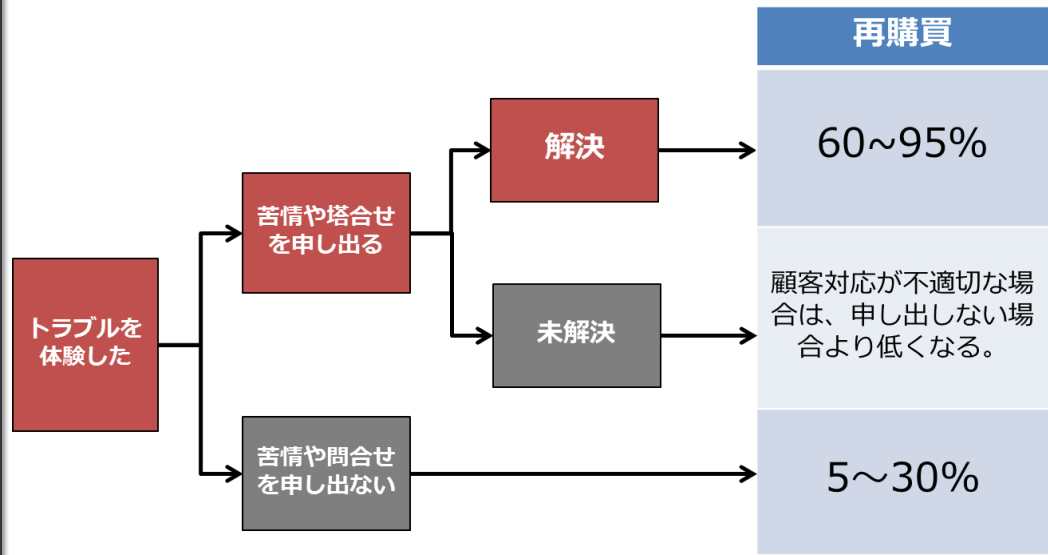 再購買
解決
60~95%
苦情や塔合せ
を申し出る
顧客対応が不適切な場
合は、申し出しない場
合より低くなる。
トラブルを
体験した
未解決
苦情や問合せ
を申し出ない
5～30%